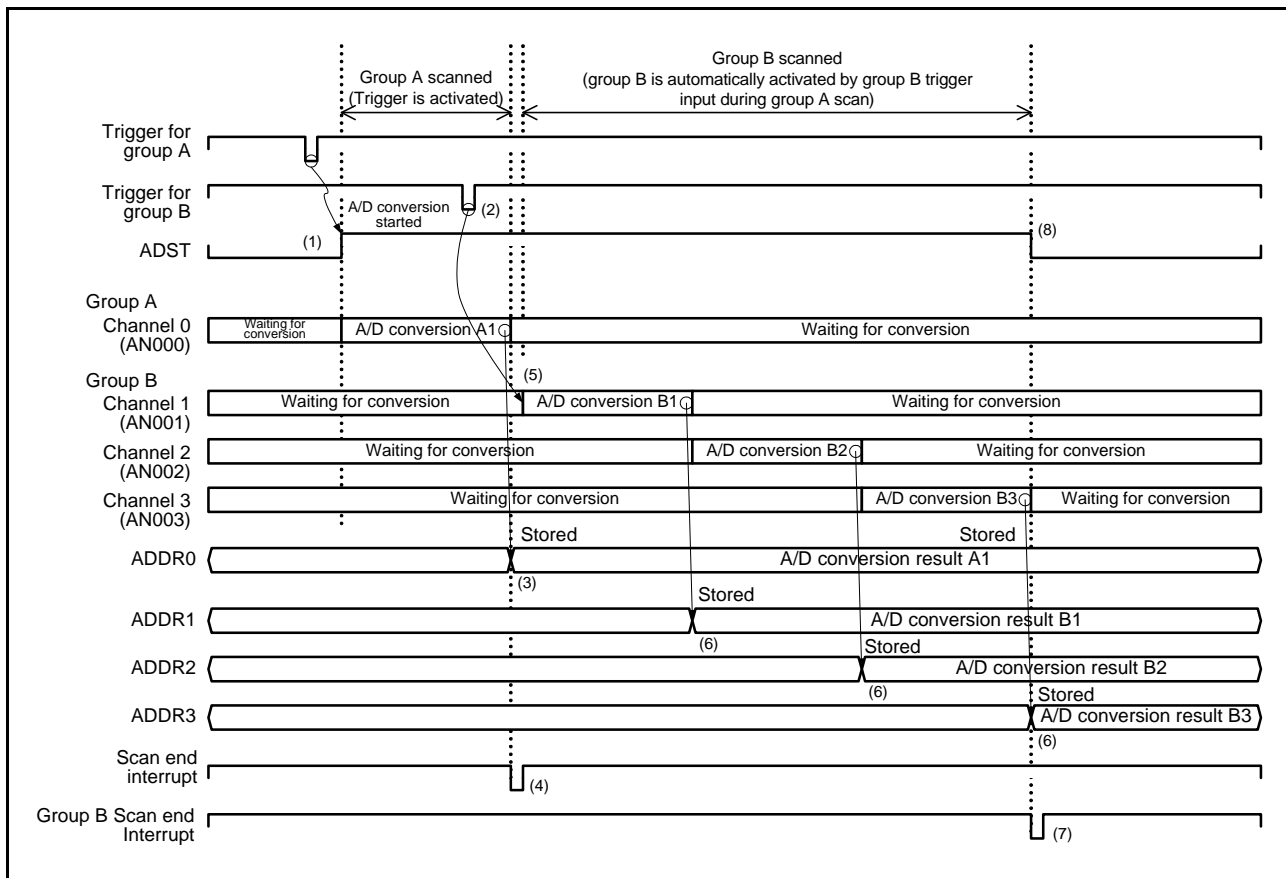 Group A scanned
(Trigger is activated)
Group B scanned
(group B is automatically activated by group B trigger
input during group A scan)
Trigger for
group A
Trigger for
group B
A/D conversion
started
(2)
ADST
(1)
(8)
Group A
Channel 0
(AN000)
Waiting for
conversion
A/D conversion A1
Waiting for conversion
(5)
Group B
Channel 1
(AN001)
Waiting for conversion
A/D conversion B1
Waiting for conversion
Channel 2
(AN002)
Waiting for conversion
A/D conversion B2
Waiting for conversion
Channel 3
(AN003)
Waiting for conversion
A/D conversion B3
Waiting for conversion
Stored
Stored
ADDR0
A/D conversion result A1
(3)
Stored
ADDR1
A/D conversion result B1
(6)
Stored
ADDR2
A/D conversion result B2
(6)
Stored
ADDR3
A/D conversion result B3
(6)
Scan end
interrupt
(4)
Group B Scan end
Interrupt
(7)